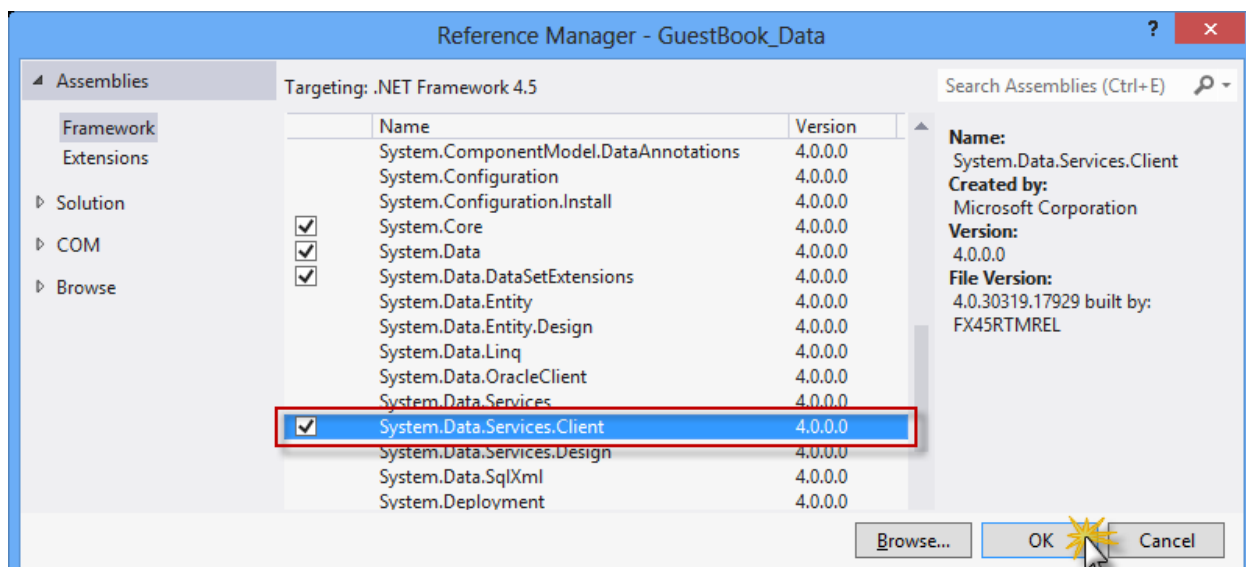 Reference Manager - GuestBook_Data
?
×
Assemblies
Framework
Extensions
Solution
COM
Browse
Targeting: .NET Framework 4.5
Name Version
System.ComponentModel.DataAnnotations 4.0.0.0
System.Configuration 4.0.0.0
System.Configuration.Install 4.0.0.0
System.Core 4.0.0.0
System.Data 4.0.0.0
System.Data.DataSetExtensions 4.0.0.0
System.Data.Entity 4.0.0.0
System.Data.Entity.Design 4.0.0.0
System.Data.Linq 4.0.0.0
System.Data.OracleClient 4.0.0.0
System.Data.Services 4.0.0.0
System.Data.Services.Client 4.0.0.0
System.Data.Services.Design 4.0.0.0
System.Data.SqlXml 4.0.0.0
System.Deployment 4.0.0.0
Search Assemblies (Ctrl+E)
Name:
System.Data.Services.Client
Created by:
Microsoft Corporation
Version:
4.0.0.0
File Version:
4.0.30319.17929 built by:
FX45RTMREL
Browse...
OK
Cancel